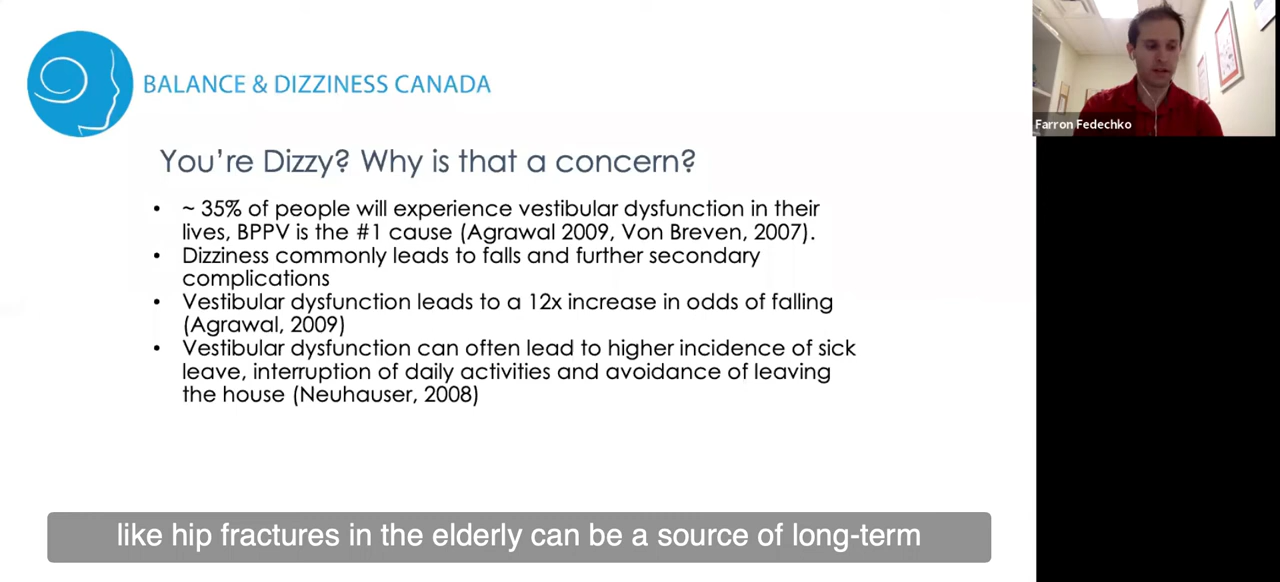 BALANCE & DIZZINESS CANADA
Farron Fedechko
You're Dizzy? Why is that a concern?
• ~ 35% of people will experience vestibular dysfunction in their
lives, BPPV is the #1 cause (Agrawal 2009, Von Breven, 2007).
• Dizziness commonly leads to falls and further secondary
complications
• Vestibular dysfunction leads to a 12x increase in odds of falling
(Agrawal, 2009)
• Vestibular dysfunction can often lead to higher incidence of sick
leave, interruption of daily activities and avoidance of leaving
the house (Neuhauser, 2008)
like hip fractures in the elderly can be a source of long-term